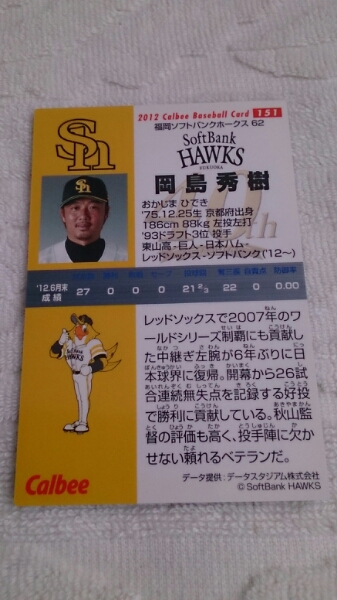 Sh
2012 Calbee Baseball Card 151
福岡ソフトバンクホークス 62
SoftBank
HAWKS
FUKUOKA
岡島秀樹
おかじま ひでき
'75.12.25生 京都府出身
186cm 88kg 左投左打
'93ドラフト3位 投手
東山高 - 巨人 - 日本ハム -
レッドソックス - ソフトバンク('12〜)
'12.6月末
成績
27 0 0 0 21 2/3 22 0 0.00
レッドソックスで2007年のワ
ールドシリーズ制覇にも貢献し
た中継ぎ左腕が6年ぶりに日
本球界に復帰。開幕から26試
合連続無失点を記録する好投
で勝利に貢献している。秋山監
督の評価も高く、投手陣に欠か
せない頼れるベテランだ。
データ提供：データスタジアム株式会社
© SoftBank HAWKS
Calbee